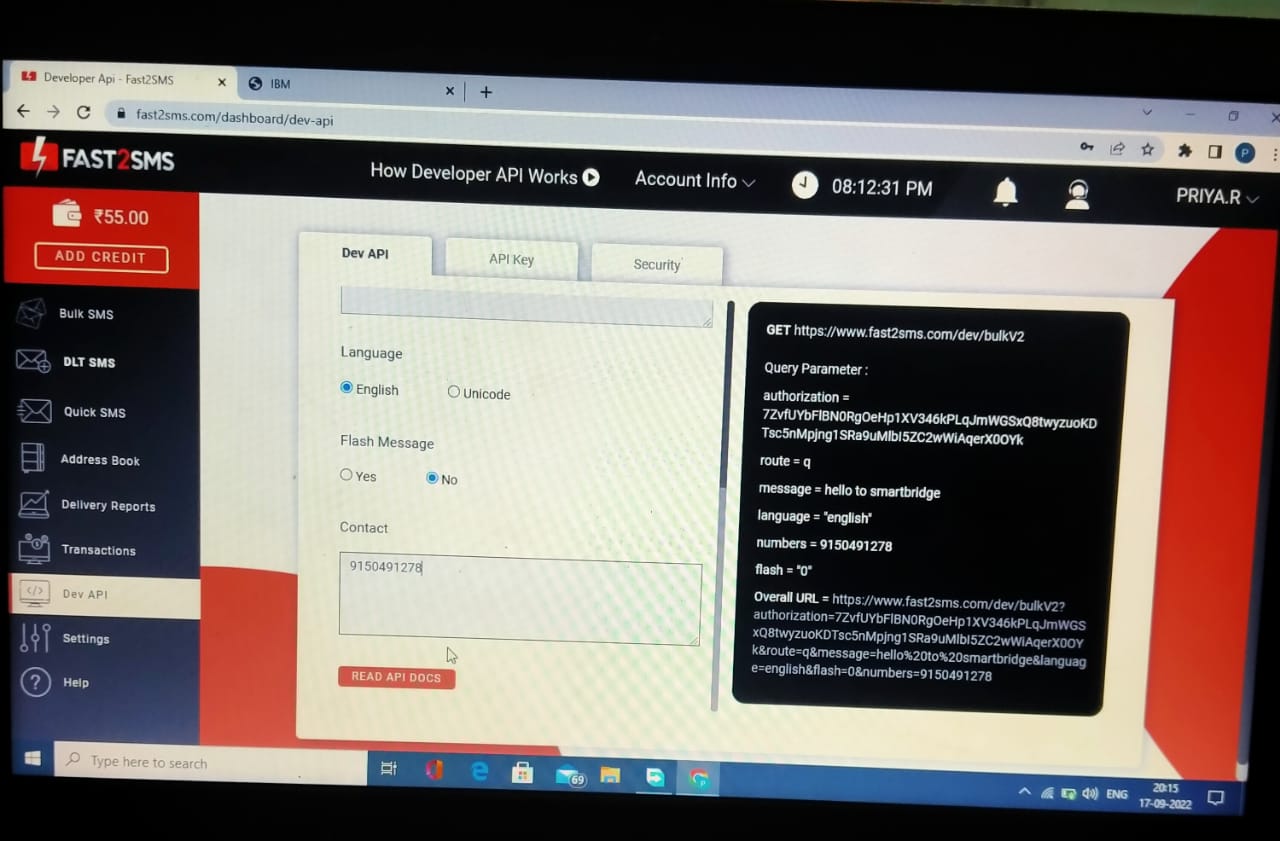 Developer Api - Fast2SMS
IBM
fast2sms.com/dashboard/dev-api
FAST2SMS
How Developer API Works
Account Info
08:12:31 PM
PRIYA.R
₹55.00
ADD CREDIT
Bulk SMS
DLT SMS
Quick SMS
Address Book
Delivery Reports
Transactions
Dev API
Settings
Help
Dev API
API Key
Security
Language
English
Unicode
Flash Message
Yes
No
Contact
9150491278
READ API DOCS
GET https://www.fast2sms.com/dev/bulkV2
Query Parameter :
authorization =
7ZvfUYbFlBN0RgOeHp1XV346kPLqJmWGSxQ8twyzuoKD
Tsc5nMpjng1SRa9uMlbI5ZC2wWiAqerX0OYk
route = q
message = hello to smartbridge
language = "english"
numbers = 9150491278
flash = "0"
Overall URL = https://www.fast2sms.com/dev/bulkV2?
authorization=7ZvfUYbFlBN0RgOeHp1XV346kPLqJmWGS
xQ8twyzuoKDTsc5nMpjng1SRa9uMlbI5ZC2wWiAqerX0OY
k&route=q&message=hello%20to%20smartbridge&languag
e=english&flash=0&numbers=9150491278
Type here to search
69
P
ENG
20:15
17-09-2022